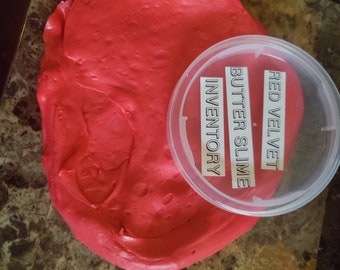 RED VELVET
BUTTER SLIME
INVENTORY